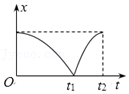 x
O t₁ t₂ t